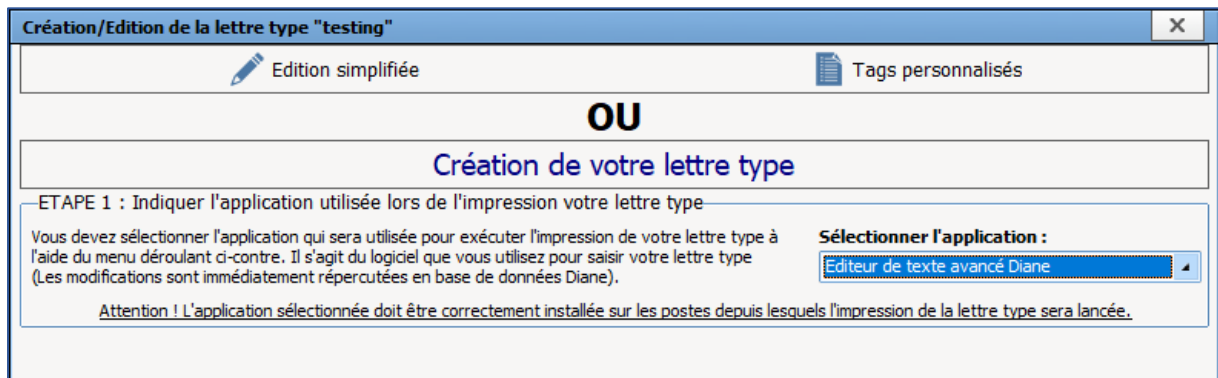 Création/Edition de la lettre type "testing"
Edition simplifiée
Tags personnalisés
OU
Création de votre lettre type
ETAPE 1 : Indiquer l'application utilisée lors de l'impression votre lettre type
Vous devez sélectionner l'application qui sera utilisée pour exécuter l'impression de votre lettre type à
l'aide du menu déroulant ci-contre. Il s'agit du logiciel que vous utilisez pour saisir votre lettre type
(Les modifications sont immédiatement répercutées en base de données Diane).
Sélectionner l'application :
Editeur de texte avancé Diane
Attention ! L'application sélectionnée doit être correctement installée sur les postes depuis lesquels l'impression de la lettre type sera lancée.